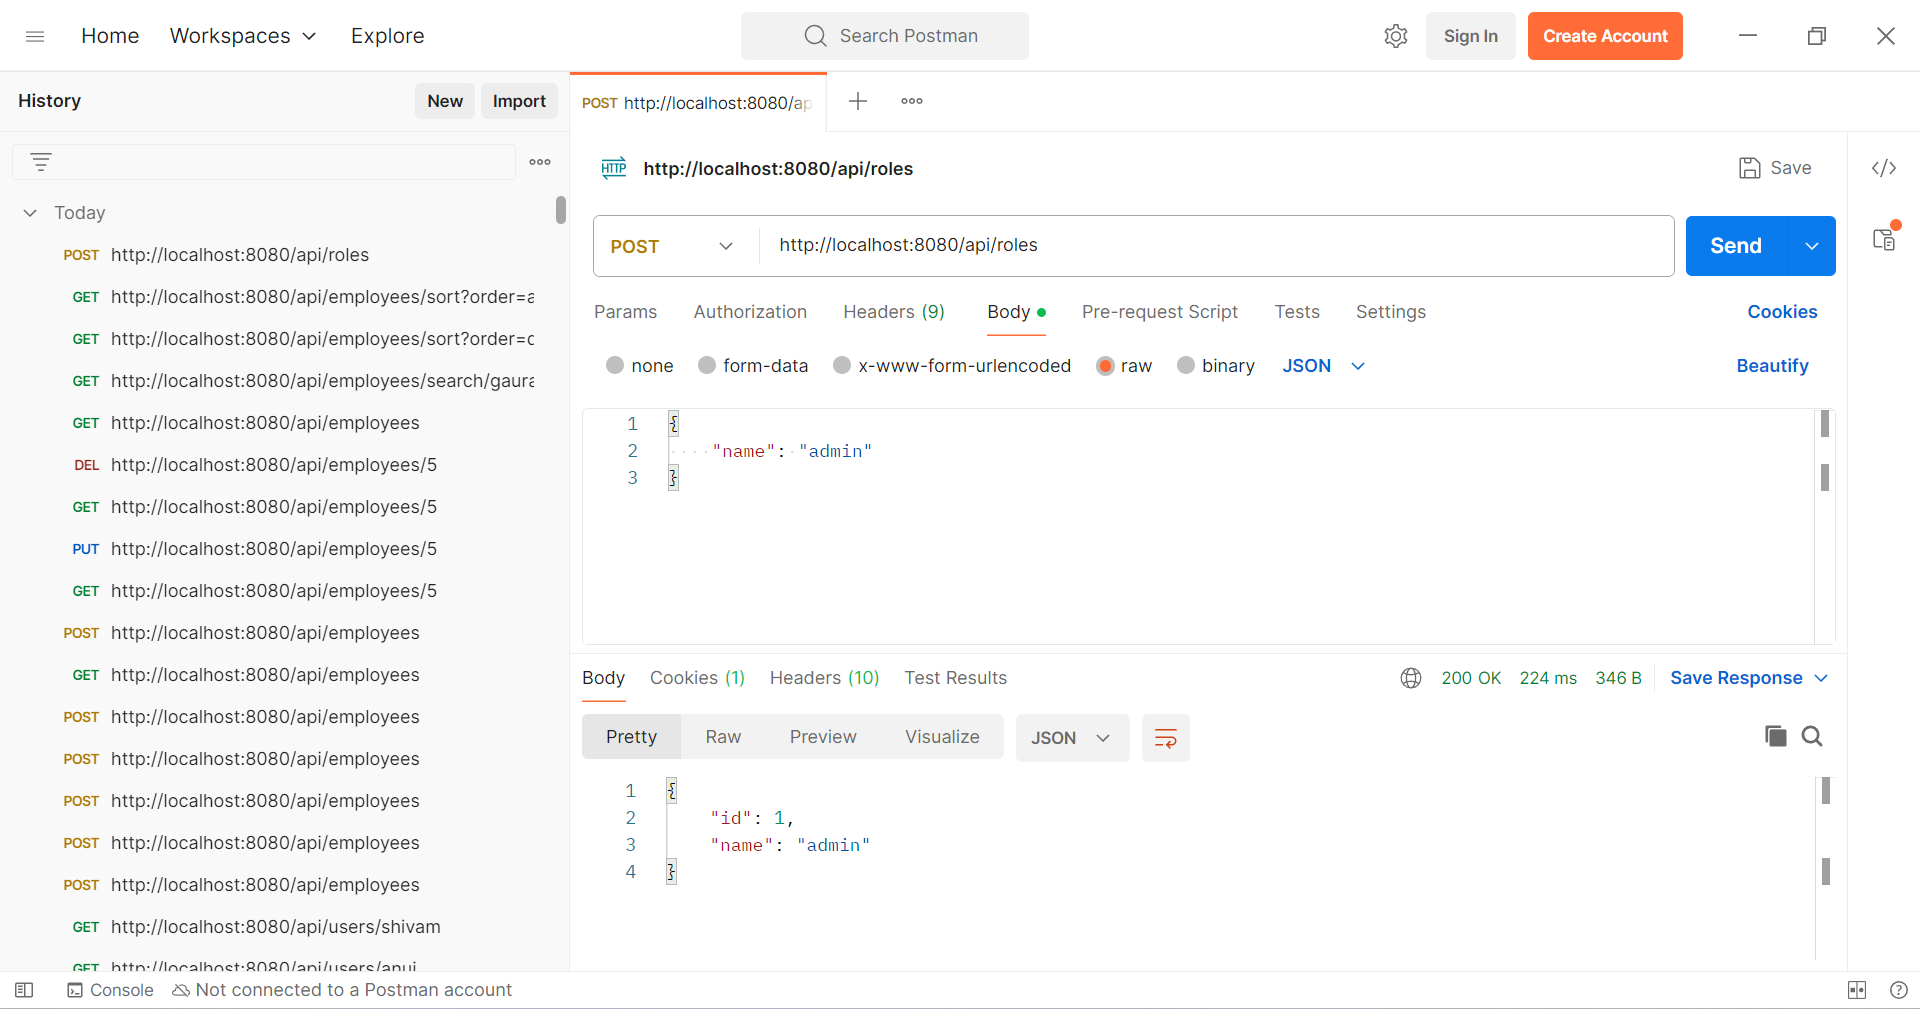 Home
Workspaces
Explore
Search Postman
Sign In
Create Account
History
New
Import
POST http://localhost:8080/ap
HTTP http://localhost:8080/api/roles
Save
Today
POST http://localhost:8080/api/roles
GET http://localhost:8080/api/employees/sort?order=a
GET http://localhost:8080/api/employees/sort?order=d
GET http://localhost:8080/api/employees/search/gaura
GET http://localhost:8080/api/employees
DEL http://localhost:8080/api/employees/5
GET http://localhost:8080/api/employees/5
PUT http://localhost:8080/api/employees/5
GET http://localhost:8080/api/employees/5
POST http://localhost:8080/api/employees
GET http://localhost:8080/api/employees
POST http://localhost:8080/api/employees
POST http://localhost:8080/api/employees
POST http://localhost:8080/api/employees
POST http://localhost:8080/api/employees
POST http://localhost:8080/api/employees
GET http://localhost:8080/api/users/shivam
GET http://localhost:8080/api/users/anuj
POST
http://localhost:8080/api/roles
Send
Params
Authorization
Headers (9)
Body
Pre-request Script
Tests
Settings
Cookies
none
form-data
x-www-form-urlencoded
raw
binary
JSON
Beautify
1 {
2 "name": "admin"
3 }
Body
Cookies (1)
Headers (10)
Test Results
200 OK
224 ms
346 B
Save Response
Pretty
Raw
Preview
Visualize
JSON
1 {
2 "id": 1,
3 "name": "admin"
4 }
Console
Not connected to a Postman account